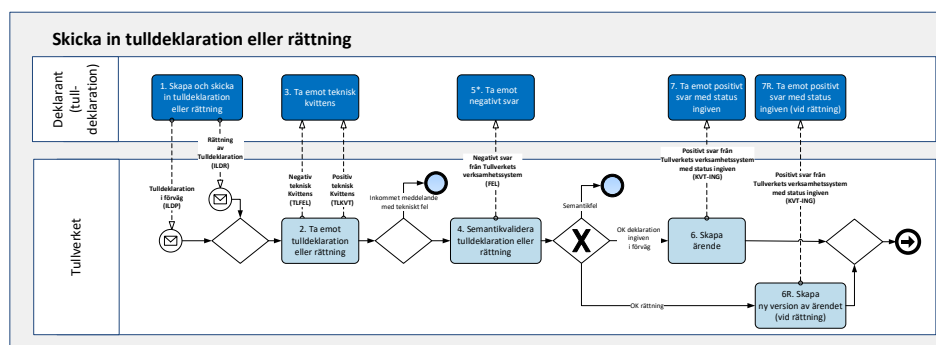 Skicka in tulldeklaration eller rättning
Deklarant
(tull-
deklaration)
1. Skapa och skicka
in tulldeklaration
eller rättning
3. Ta emot teknisk
kvittens
5*. Ta emot
negativt svar
7. Ta emot positivt
svar med status
ingiven
7R. Ta emot positivt
svar med status
ingiven (vid rättning)
Rättning
av
Tulldeklaration
(ILDR)
Tulldeklaration
i förväg
(ILDP)
Negativ
teknisk
Kvittens
(TLFEL)
Positiv
teknisk
Kvittens
(TLKVT)
Negativt svar
från Tullverkets
verksamhetssystem
(FEL)
Positivt svar från
Tullverkets verksamhetssystem
med status ingiven
(KVT-ING)
Positivt svar från
Tullverkets verksamhetssystem
med status ingiven
(KVT-ING)
Tullverket
Inkommet meddelande
med tekniskt fel
Semantikfel
2. Ta emot
tulldeklaration
eller rättning
4. Semantikvalidera
tulldeklaration eller
rättning
X
OK deklaration
ingiven
i förväg
6. Skapa
ärende
OK rättning
6R. Skapa
ny version av ärendet
(vid rättning)